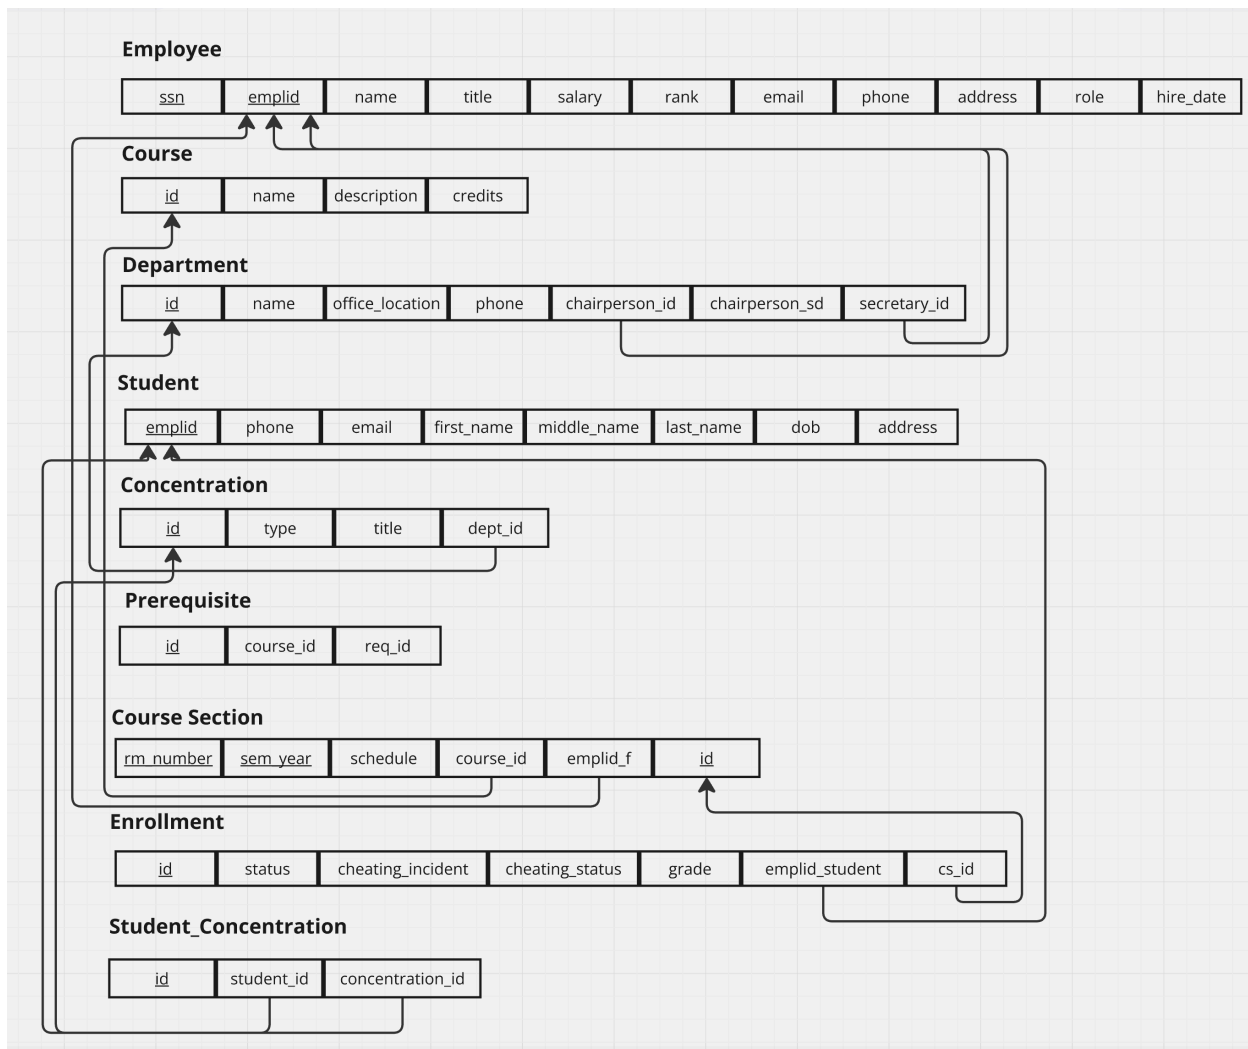 Employee
ssn emplid name title salary rank email phone address role hire_date
Course
id name description credits
Department
id name office_location phone chairperson_id chairperson_sd secretary_id
Student
emplid phone email first_name middle_name last_name dob address
Concentration
id type title dept_id
Prerequisite
id course_id req_id
Course Section
rm_number sem_year schedule course_id emplid_f id
Enrollment
id status cheating_incident cheating_status grade emplid_student cs_id
Student_Concentration
id student_id concentration_id